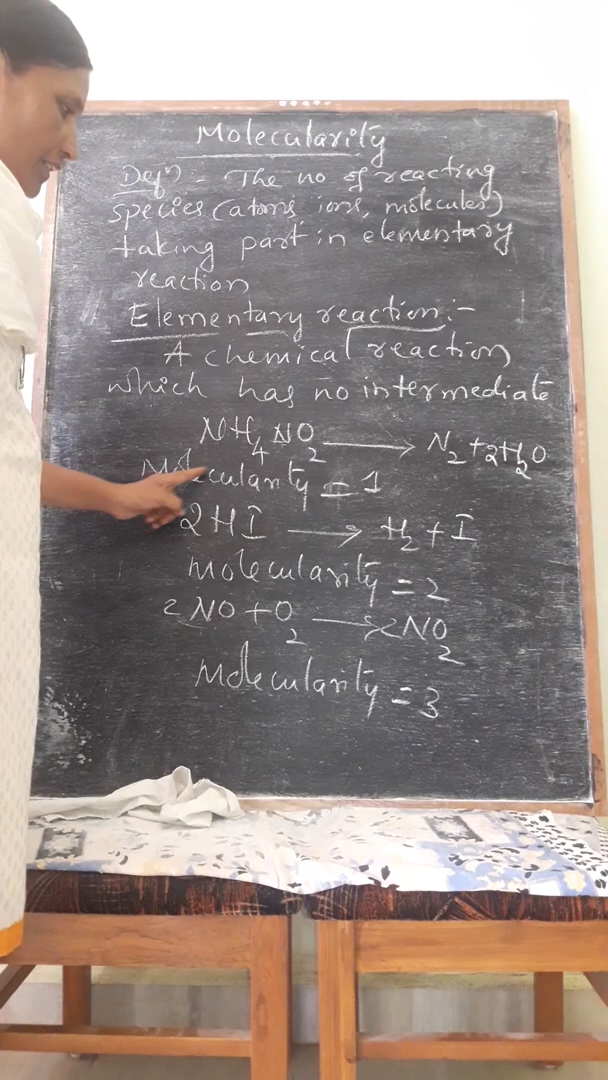 Molecularity
Defn) :- The no of reacting
species (atoms, ions, molecules)
taking part in elementary
reaction
Elementary reaction :-
A chemical reaction
which has no intermediate
NH4NO2 → N2 + 2H2O
Molecularity = 1
2HI → H2 + I
Molecularity = 2
2NO + O2 → 2NO2
Molecularity = 3